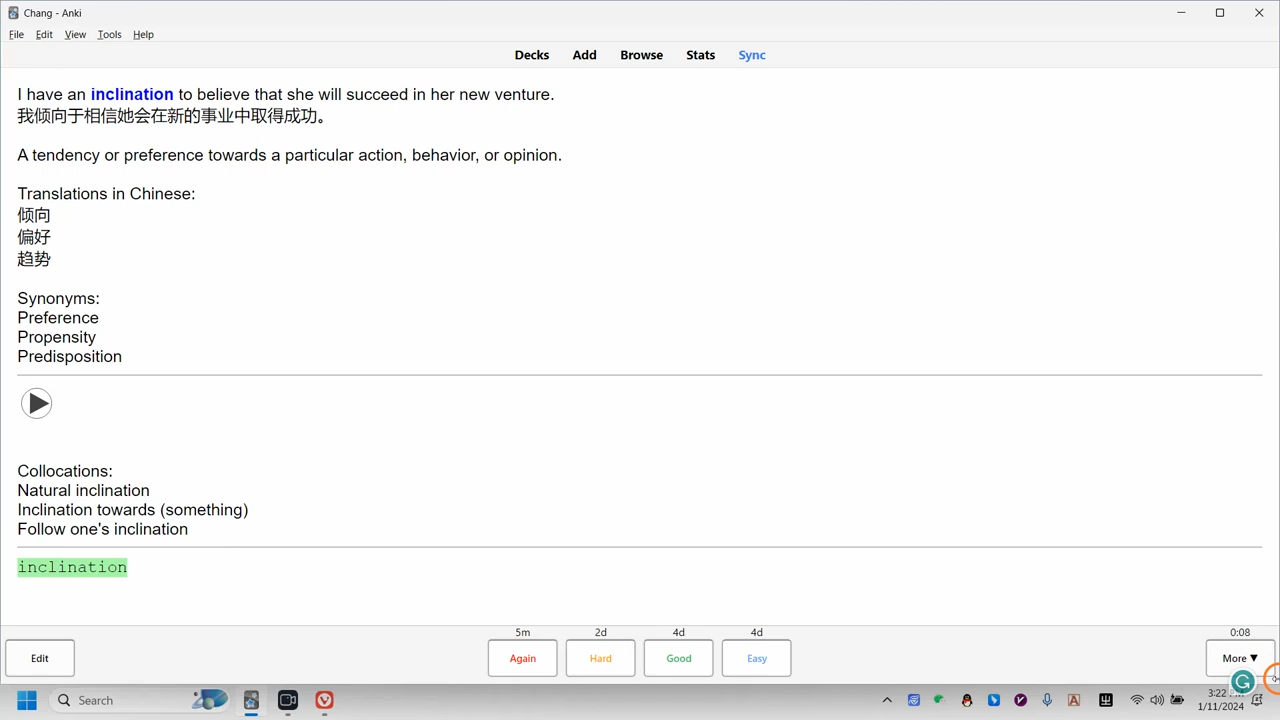 Chang - Anki
File Edit View Tools Help
Decks Add Browse Stats Sync
I have an inclination to believe that she will succeed in her new venture.
我倾向于相信她会在新的事业中取得成功。
A tendency or preference towards a particular action, behavior, or opinion.
Translations in Chinese:
倾向
偏好
趋势
Synonyms:
Preference
Propensity
Predisposition
Collocations:
Natural inclination
Inclination towards (something)
Follow one's inclination
inclination
5m 2d 4d 4d 0:08
Edit Again Hard Good Easy More ▼
Search
3:22
1/11/2024